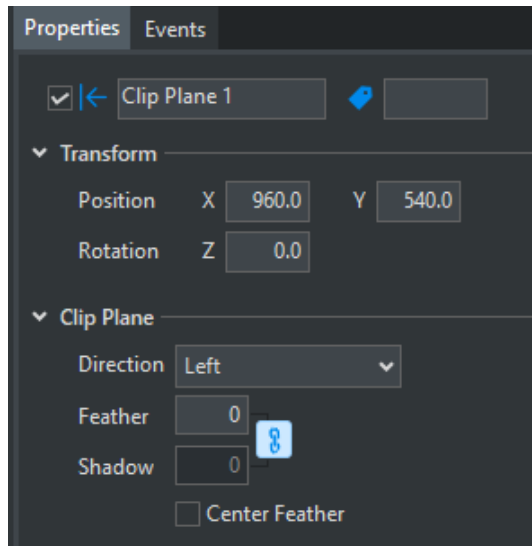 Properties Events
Clip Plane 1
Transform
Position X 960.0 Y 540.0
Rotation Z 0.0
Clip Plane
Direction Left
Feather 0
Shadow 0
Center Feather